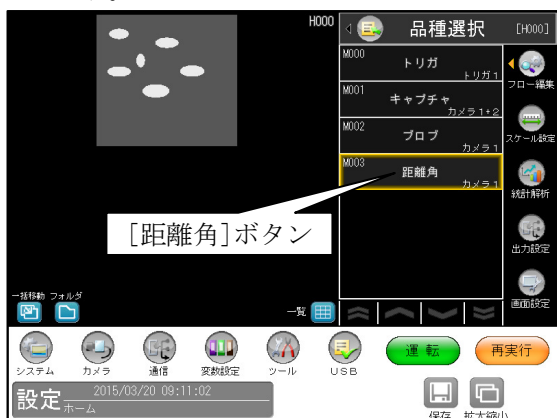 H000
品種選択 [H000]
M000
トリガ
トリガ1
M001
キャプチャ
カメラ1+2
M002
ブロブ
カメラ1
M003
距離角
カメラ1
フロー編集
スケール設定
統計解析
出力設定
画面設定
[距離角]ボタン
一括移動 フォルダ
一覧
システム カメラ 通信 変数設定 ツール USB
運転
再実行
設定 2015/03/20 09:11:02
ホーム
保存 拡大縮小